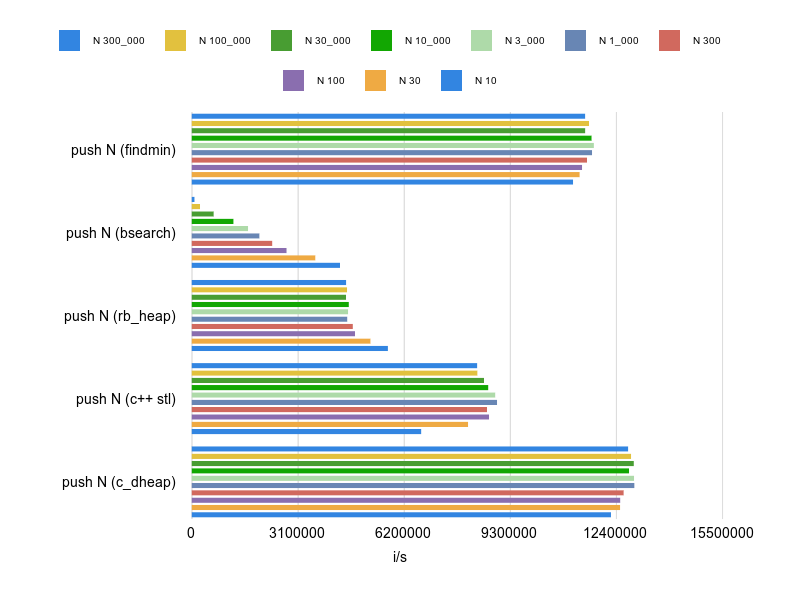 N 300_000 N 100_000 N 30_000 N 10_000 N 3_000 N 1_000 N 300
N 100 N 30 N 10
push N (findmin)
push N (bsearch)
push N (rb_heap)
push N (c++ stl)
push N (c_dheap)
0 3100000 6200000 9300000 12400000 15500000
i/s